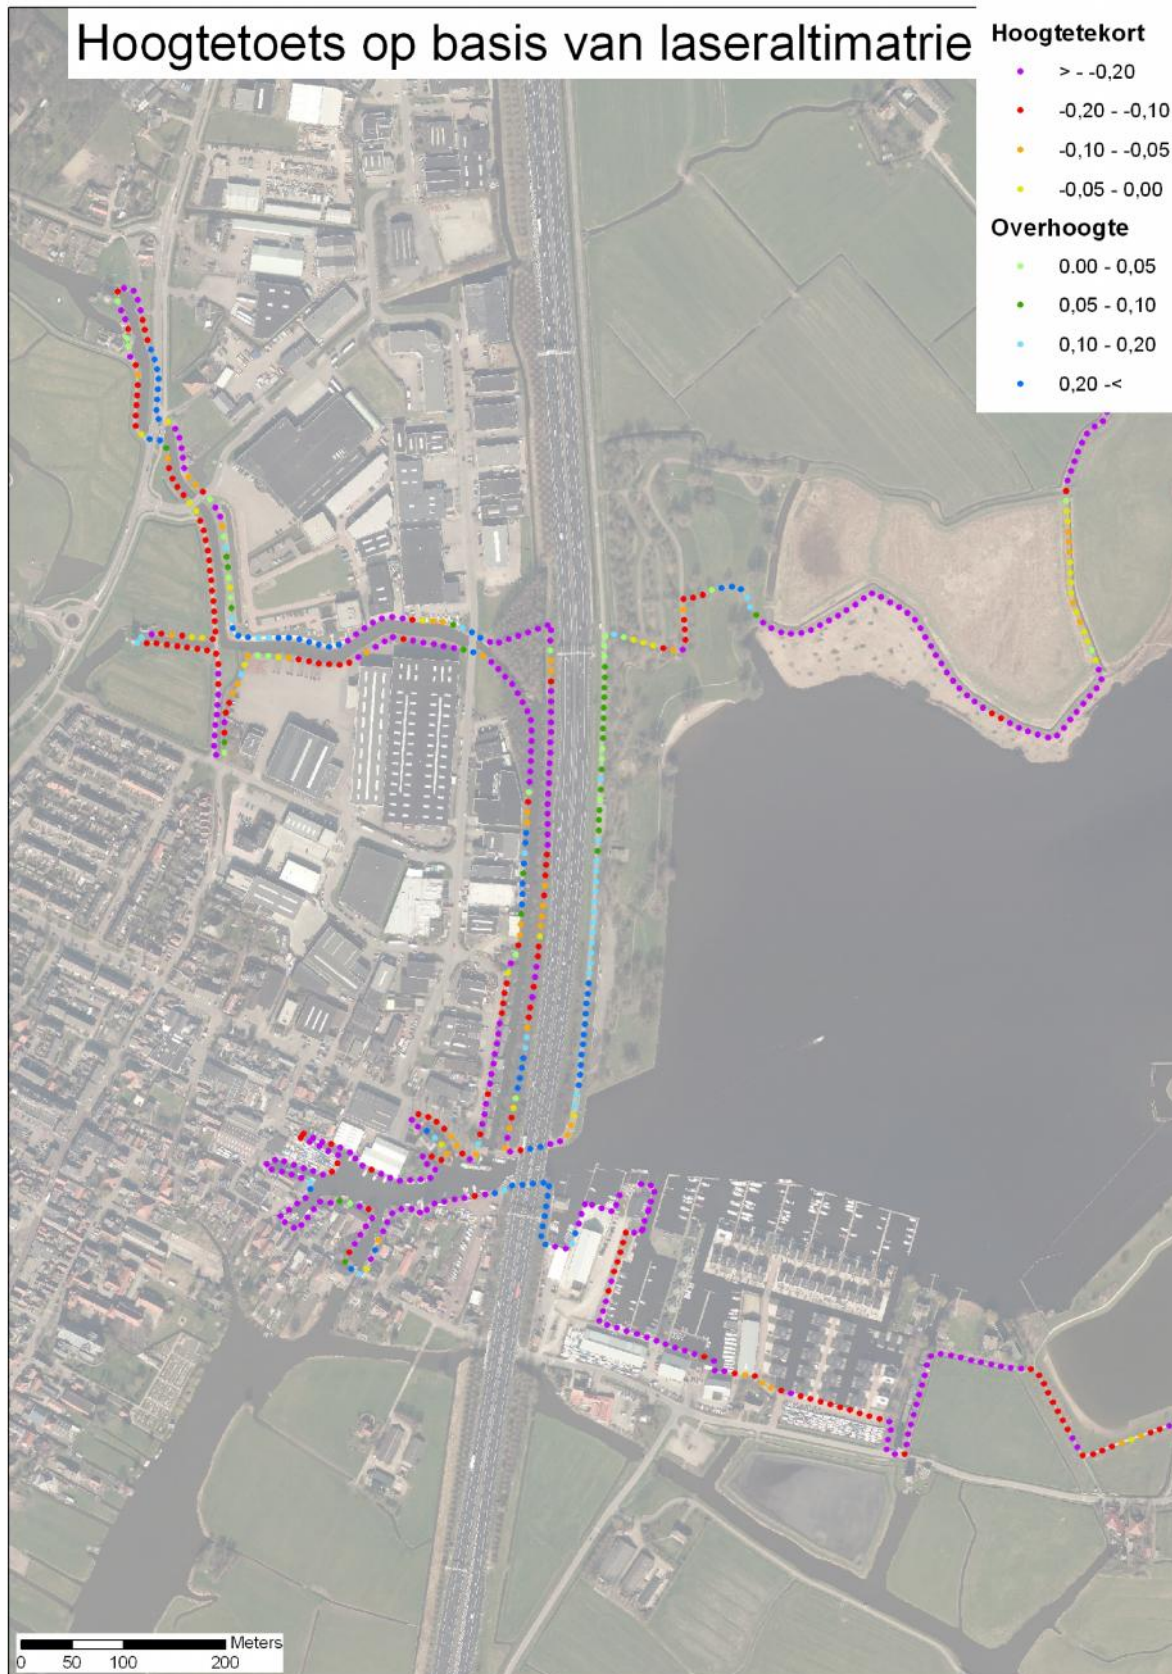 Hoogtetoets op basis van laseraltimatrie
Hoogtetekort
> - -0,20
-0,20 - -0,10
-0,10 - -0,05
-0,05 - 0,00
Overhoogte
0.00 - 0,05
0,05 - 0,10
0,10 - 0,20
0,20 -<
Meters
0 50 100 200